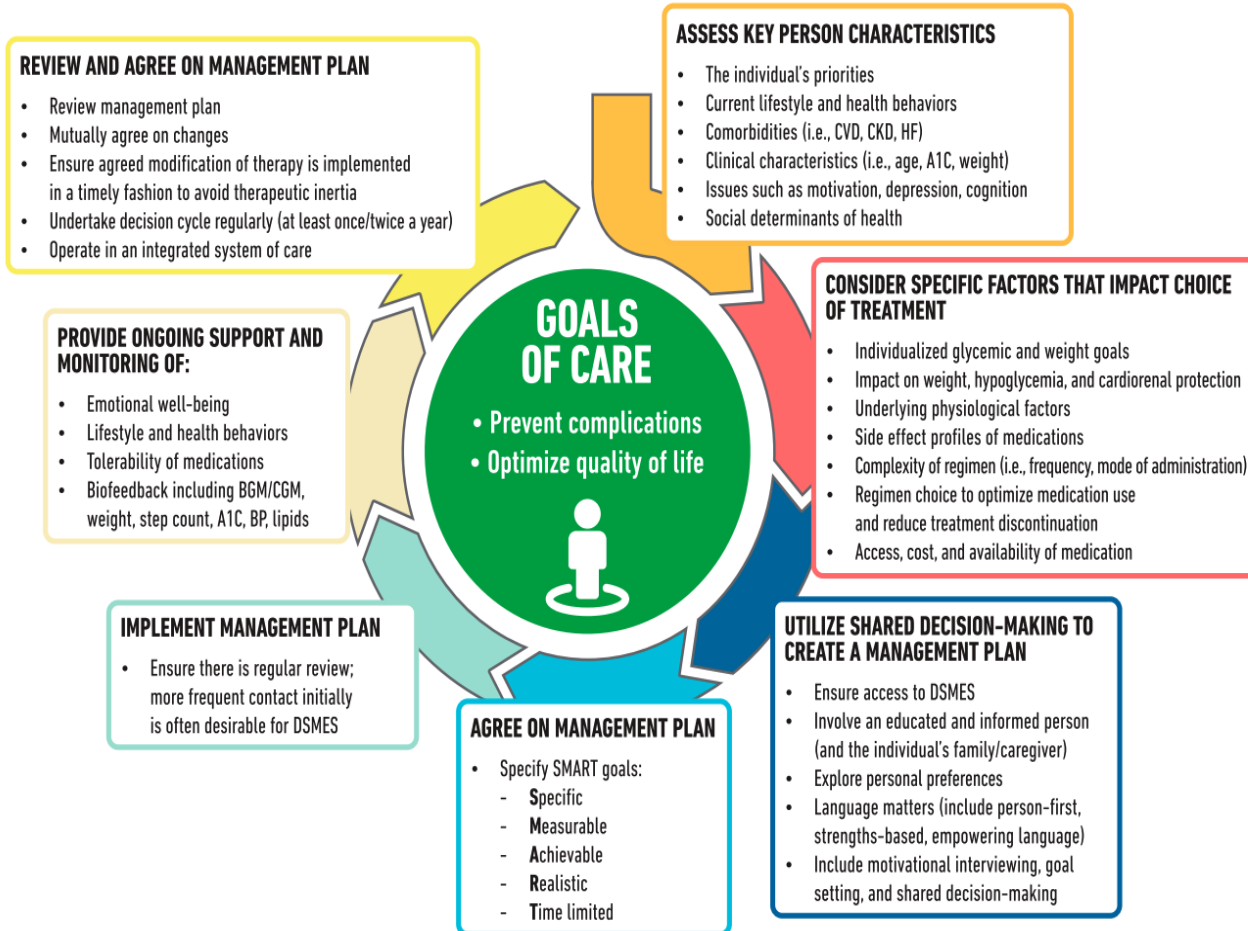 ASSESS KEY PERSON CHARACTERISTICS
• The individual's priorities
• Current lifestyle and health behaviors
• Comorbidities (i.e., CVD, CKD, HF)
• Clinical characteristics (i.e., age, A1C, weight)
• Issues such as motivation, depression, cognition
• Social determinants of health
CONSIDER SPECIFIC FACTORS THAT IMPACT CHOICE
OF TREATMENT
• Individualized glycemic and weight goals
• Impact on weight, hypoglycemia, and cardiorenal protection
• Underlying physiological factors
• Side effect profiles of medications
• Complexity of regimen (i.e., frequency, mode of administration)
• Regimen choice to optimize medication use
and reduce treatment discontinuation
• Access, cost, and availability of medication
UTILIZE SHARED DECISION-MAKING TO
CREATE A MANAGEMENT PLAN
• Ensure access to DSMES
• Involve an educated and informed person
(and the individual's family/caregiver)
• Explore personal preferences
• Language matters (include person-first,
strengths-based, empowering language)
• Include motivational interviewing, goal
setting, and shared decision-making
AGREE ON MANAGEMENT PLAN
• Specify SMART goals:
- Specific
- Measurable
- Achievable
- Realistic
- Time limited
IMPLEMENT MANAGEMENT PLAN
• Ensure there is regular review;
more frequent contact initially
is often desirable for DSMES
PROVIDE ONGOING SUPPORT AND
MONITORING OF:
• Emotional well-being
• Lifestyle and health behaviors
• Tolerability of medications
• Biofeedback including BGM/CGM,
weight, step count, A1C, BP, lipids
REVIEW AND AGREE ON MANAGEMENT PLAN
• Review management plan
• Mutually agree on changes
• Ensure agreed modification of therapy is implemented
in a timely fashion to avoid therapeutic inertia
• Undertake decision cycle regularly (at least once/twice a year)
• Operate in an integrated system of care
GOALS
OF CARE
• Prevent complications
• Optimize quality of life